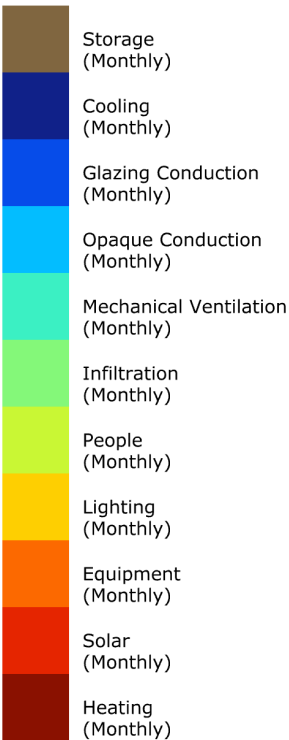 Storage
(Monthly)
Cooling
(Monthly)
Glazing Conduction
(Monthly)
Opaque Conduction
(Monthly)
Mechanical Ventilation
(Monthly)
Infiltration
(Monthly)
People
(Monthly)
Lighting
(Monthly)
Equipment
(Monthly)
Solar
(Monthly)
Heating
(Monthly)